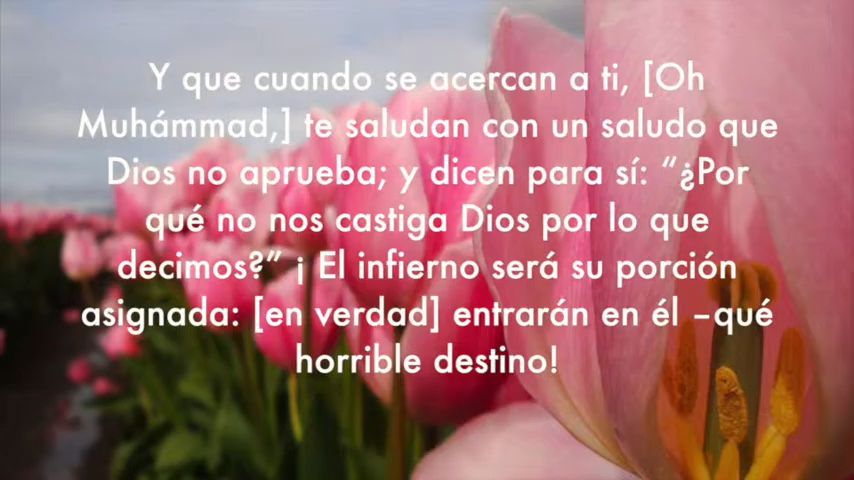 Y que cuando se acercan a ti, [Oh
Muhámmad,] te saludan con un saludo que
Dios no aprueba; y dicen para sí: “¿Por
qué no nos castiga Dios por lo que
decimos?” ¡ El infierno será su porción
asignada: [en verdad] entrarán en él –qué
horrible destino!